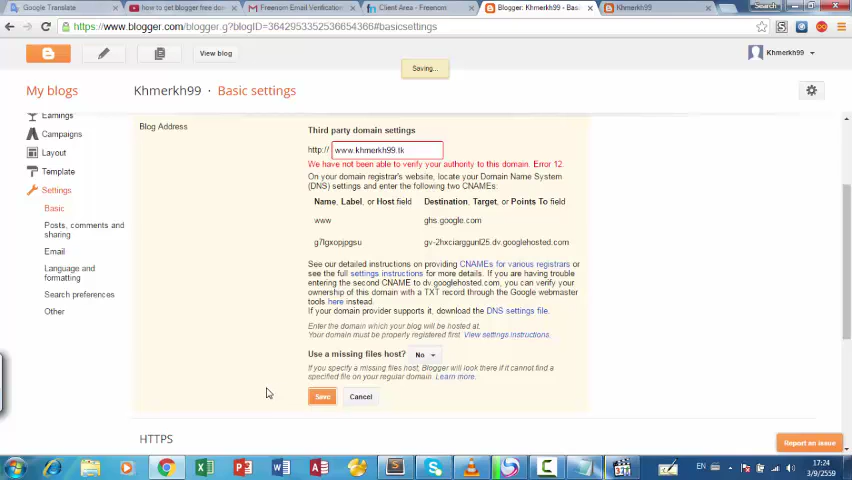 Google Translate
how to get blogger free dom
Freenom Email Verification
Client Area - Freenom
Blogger: Khmerkh99 - Basi
Khmerkh99
Search
https://www.blogger.com/blogger.g?blogID=3642953352536654366#basicsettings
View blog
Saving...
Khmerkh99
My blogs
Khmerkh99 · Basic settings
Earnings
Campaigns
Layout
Template
Settings
Basic
Posts, comments and
sharing
Email
Language and
formatting
Search preferences
Other
Blog Address
Third party domain settings
http:// www.khmerkh99.tk
We have not been able to verify your authority to this domain. Error 12.
On your domain registrar's website, locate your Domain Name System
(DNS) settings and enter the following two CNAMEs:
Name, Label, or Host field Destination, Target, or Points To field
www ghs.google.com
g7lgxopjpgsu gv-2hxciarggunl25.dv.googlehosted.com
See our detailed instructions on providing CNAMEs for various registrars or
see the full settings instructions for more details. If you are having trouble
entering the second CNAME to dv.googlehosted.com, you can verify your
ownership of this domain with a TXT record through the Google webmaster
tools here instead.
If your domain provider supports it, download the DNS settings file.
Enter the domain which your blog will be hosted at.
Your domain must be properly registered first. View settings instructions.
Use a missing files host? No
If you specify a missing files host, Blogger will look there if it cannot find a
specified file on your regular domain. Learn more.
Save Cancel
HTTPS
Report an issue
EN
17:24
3/9/2559